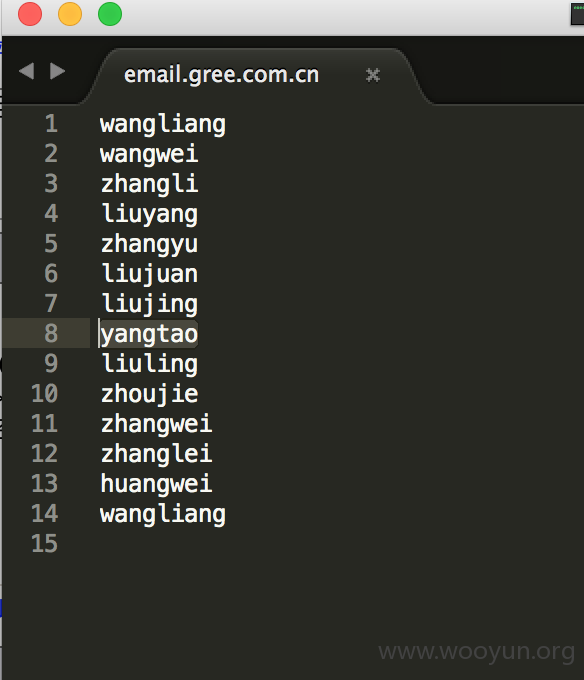 email.gree.com.cn
1 wangliang
2 wangwei
3 zhangli
4 liuyang
5 zhangyu
6 liujuan
7 liujing
8 yangtao
9 liuling
10 zhoujie
11 zhangwei
12 zhanglei
13 huangwei
14 wangliang
15
www.wooyun.org